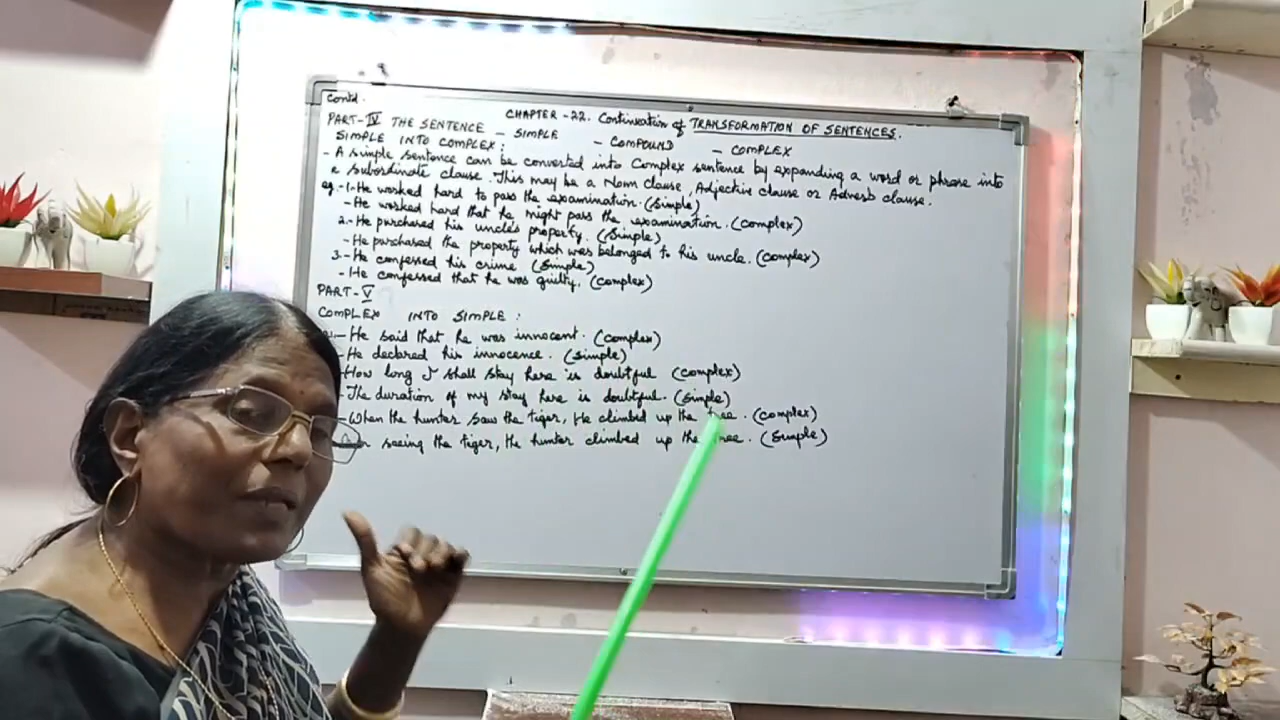 Contd.
CHAPTER - 22. Continuation of TRANSFORMATION OF SENTENCES.
PART-IV THE SENTENCE - SIMPLE - COMPOUND - COMPLEX
SIMPLE INTO COMPLEX:
- A simple sentence can be converted into Complex sentence by expanding a word or phrase into
a subordinate clause. This may be a Noun clause, Adjective clause or Adverb clause.
eg.-1.-He worked hard to pass the examination. (Simple)
-He worked hard that he might pass the examination. (complex)
2.-He purchased his uncle's property. (Simple)
-He purchased the property which was belonged to his uncle. (complex)
3.-He confessed his crime (Simple)
-He confessed that he was guilty. (complex)
PART-V
COMPLEX INTO SIMPLE:
-He said that he was innocent. (complex)
-He declared his innocence. (Simple)
-How long I shall stay here is doubtful (complex)
The duration of my stay here is doubtful. (Simple)
-When the hunter saw the tiger, He climbed up the tree. (complex)
seeing the tiger, He hunter climbed up the tree. (Simple)